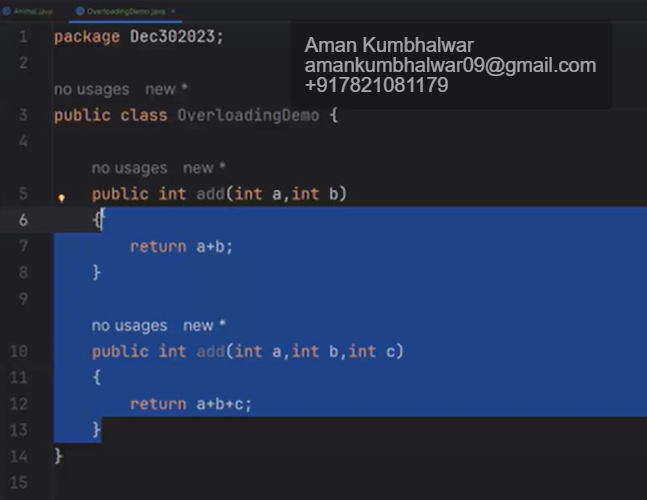 Animal.java OverloadingDemo.java ×
Aman Kumbhalwar
amankumbhalwar09@gmail.com
+917821081179
1 package Dec302023;
2
no usages new *
3 public class OverloadingDemo {
4
no usages new *
5 public int add(int a,int b)
6 {
7 return a+b;
8 }
9
no usages new *
10 public int add(int a,int b,int c)
11 {
12 return a+b+c;
13 }
14 }
15